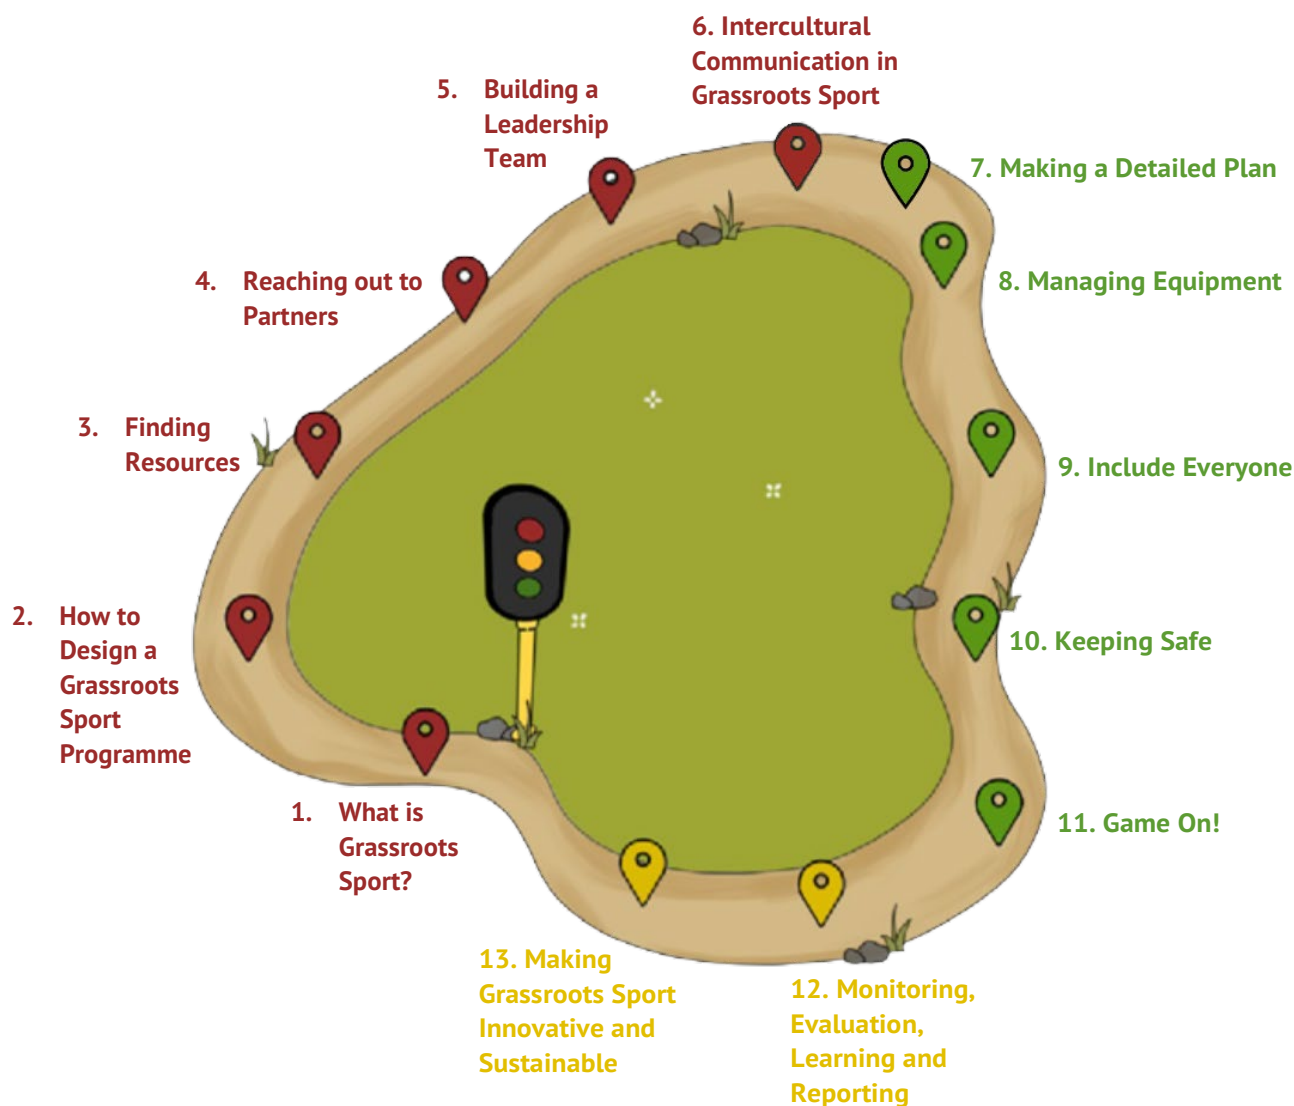 1. What is
Grassroots
Sport?
2. How to
Design a
Grassroots
Sport
Programme
3. Finding
Resources
4. Reaching out to
Partners
5. Building a
Leadership
Team
6. Intercultural
Communication in
Grassroots Sport
7. Making a Detailed Plan
8. Managing Equipment
9. Include Everyone
10. Keeping Safe
11. Game On!
12. Monitoring,
Evaluation,
Learning and
Reporting
13. Making
Grassroots Sport
Innovative and
Sustainable